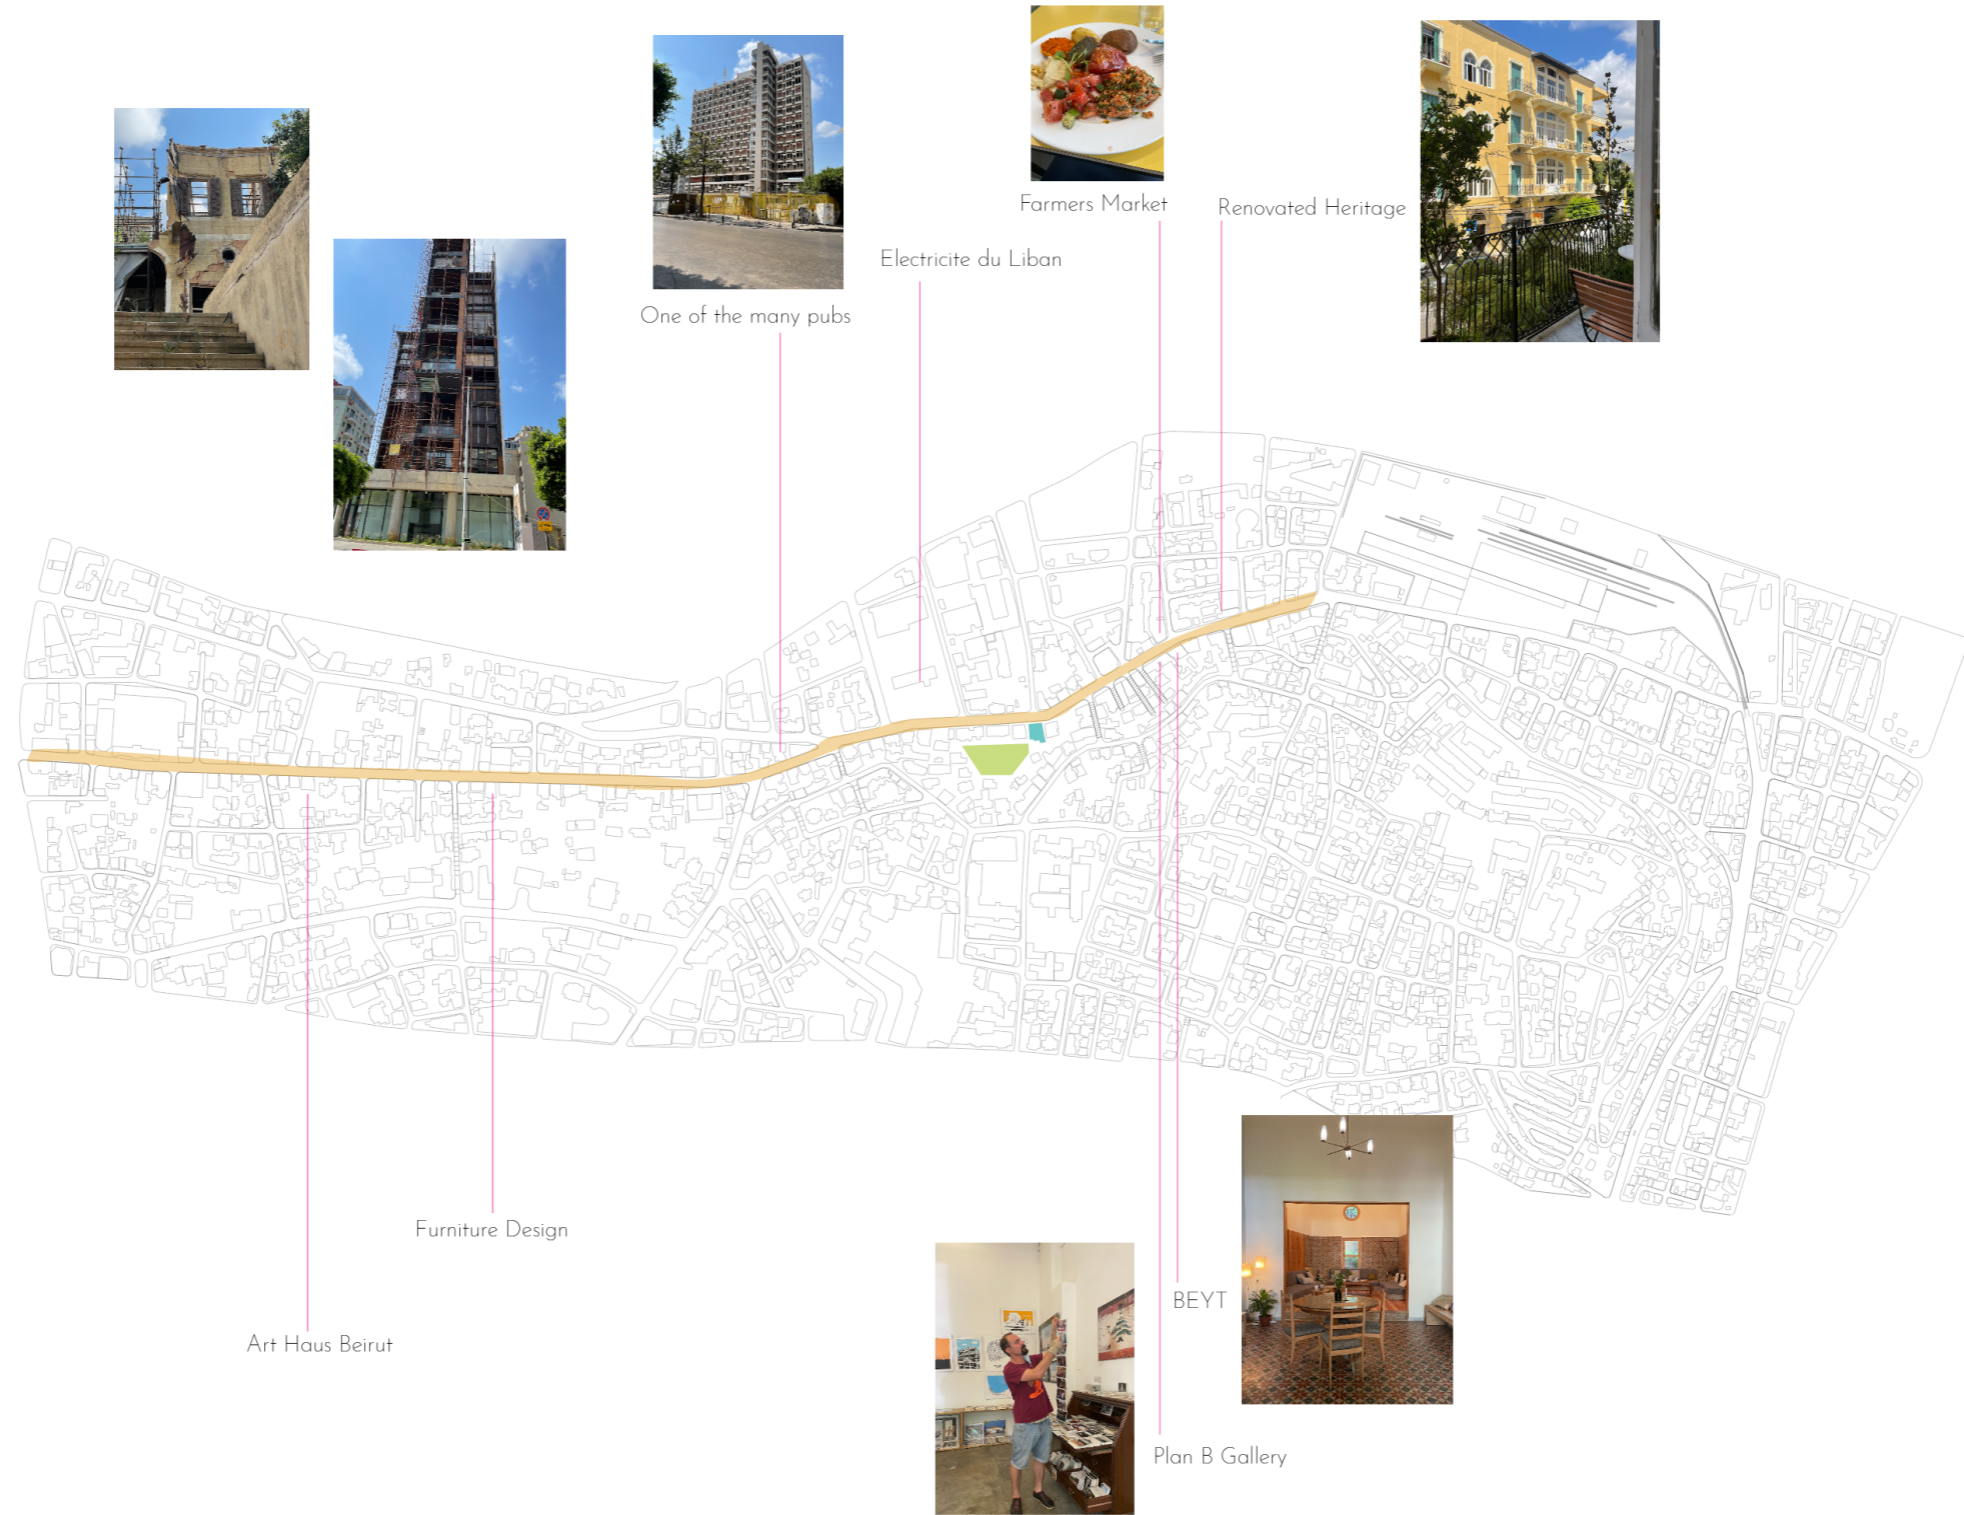 Farmers Market
Renovated Heritage
Electricite du Liban
One of the many pubs
Furniture Design
BEYT
Art Haus Beirut
Plan B Gallery